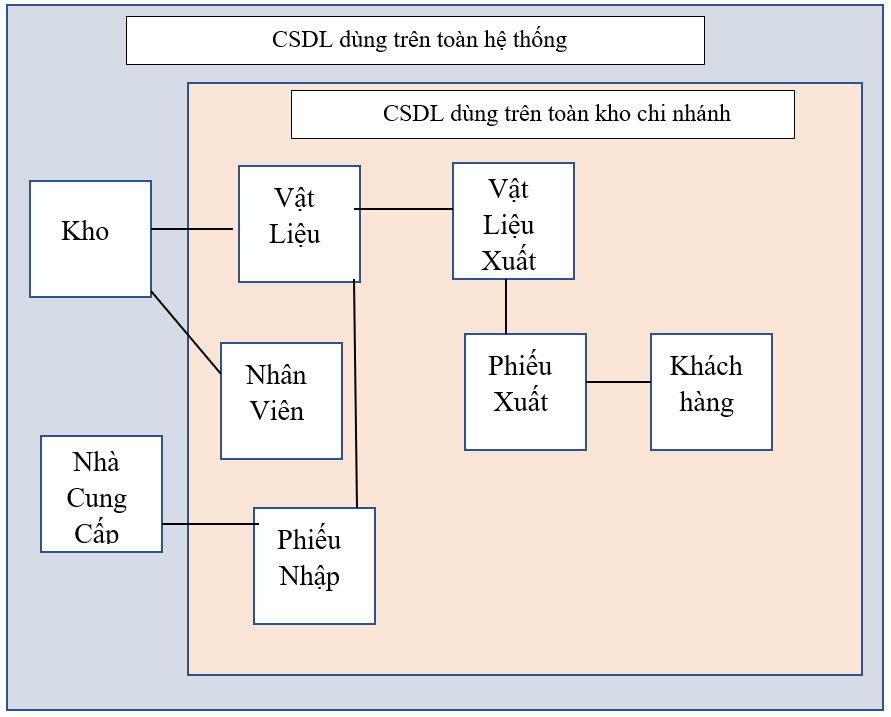 CSDL dùng trên toàn hệ thống
CSDL dùng trên toàn kho chi nhánh
Kho
Vật
Liệu
Vật
Liệu
Xuất
Nhân
Viên
Phiếu
Xuất
Khách
hàng
Nhà
Cung
Cấp
Phiếu
Nhập